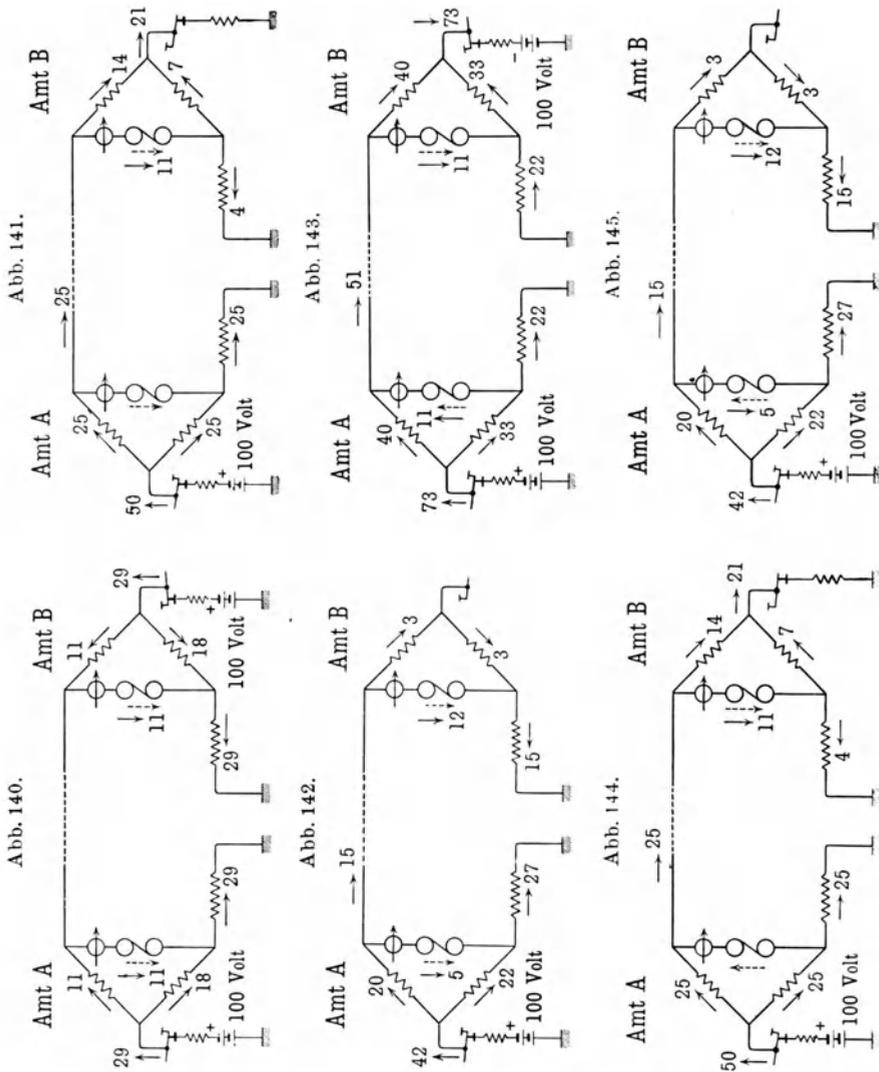 Abb. 140.
Amt A
Amt B
11
11
29
29
11
11
18
18
29
29
+
100 Volt
+
100 Volt
Abb. 141.
Amt A
Amt B
25
25
14
21
50
11
25
7
25
4
+
100 Volt
Abb. 142.
Amt A
Amt B
15
20
3
42
5
12
22
3
27
15
+
100 Volt
Abb. 143.
Amt A
Amt B
51
40
40
73
73
11
11
33
33
22
22
+
100 Volt
-
100 Volt
Abb. 144.
Amt A
Amt B
25
25
14
21
50
11
25
7
25
4
+
100 Volt
Abb. 145.
Amt A
Amt B
15
20
3
42
5
12
22
3
27
15
+
100 Volt